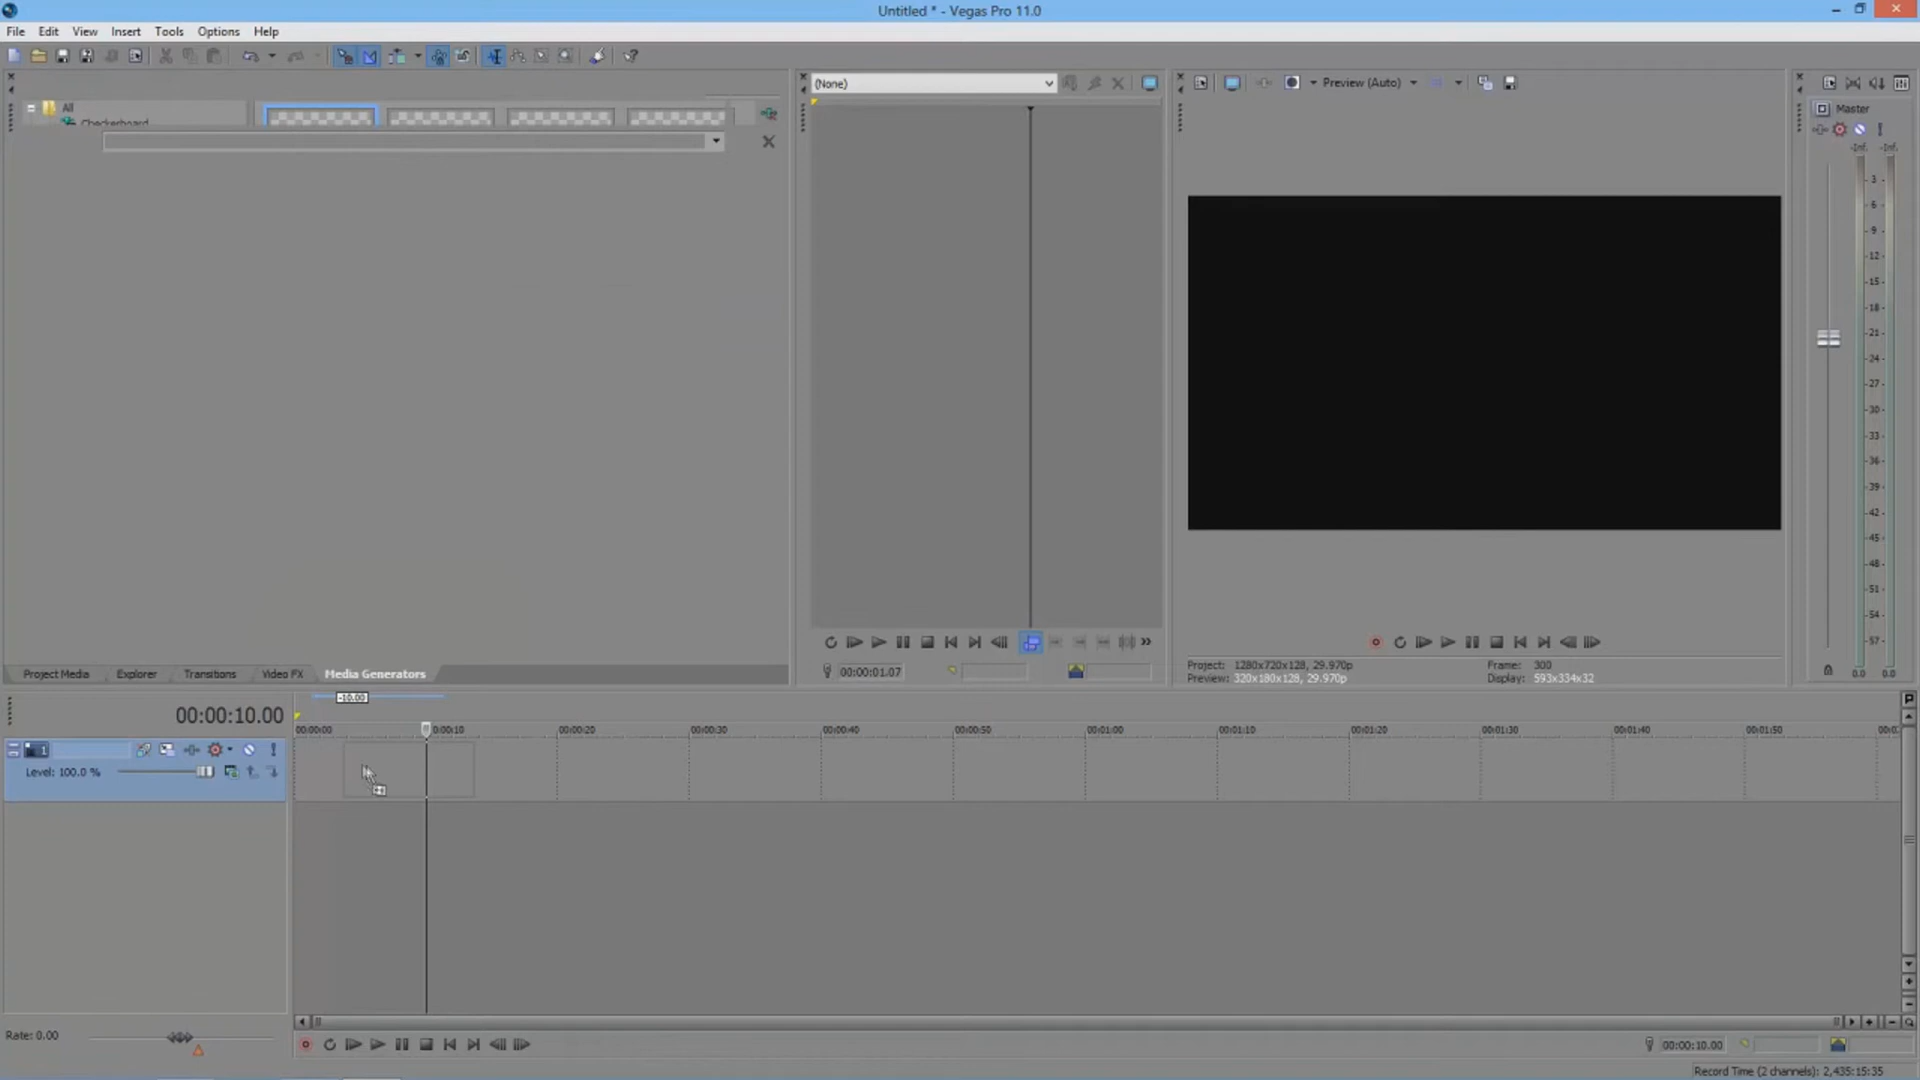 Untitled * - Vegas Pro 11.0
File Edit View Insert Tools Options Help
All
Checkerboard
(None)
Preview (Auto)
Master
-Inf. -Inf.
3
6
9
12
15
18
21
24
27
30
33
36
39
42
45
48
51
54
57
0.0 0.0
00:00:01.07
Project: 1280x720x128, 29.970p
Preview: 320x180x128, 29.970p
Frame: 300
Display: 593x334x32
Project Media Explorer Transitions Video FX Media Generators
-10.00
00:00:10.00
00:00:00 00:00:10 00:00:20 00:00:30 00:00:40 00:00:50 00:01:00 00:01:10 00:01:20 00:01:30 00:01:40 00:01:50
1
Level: 100.0 %
Rate: 0.00
00:00:10.00
Record Time (2 channels): 2,435:15:35